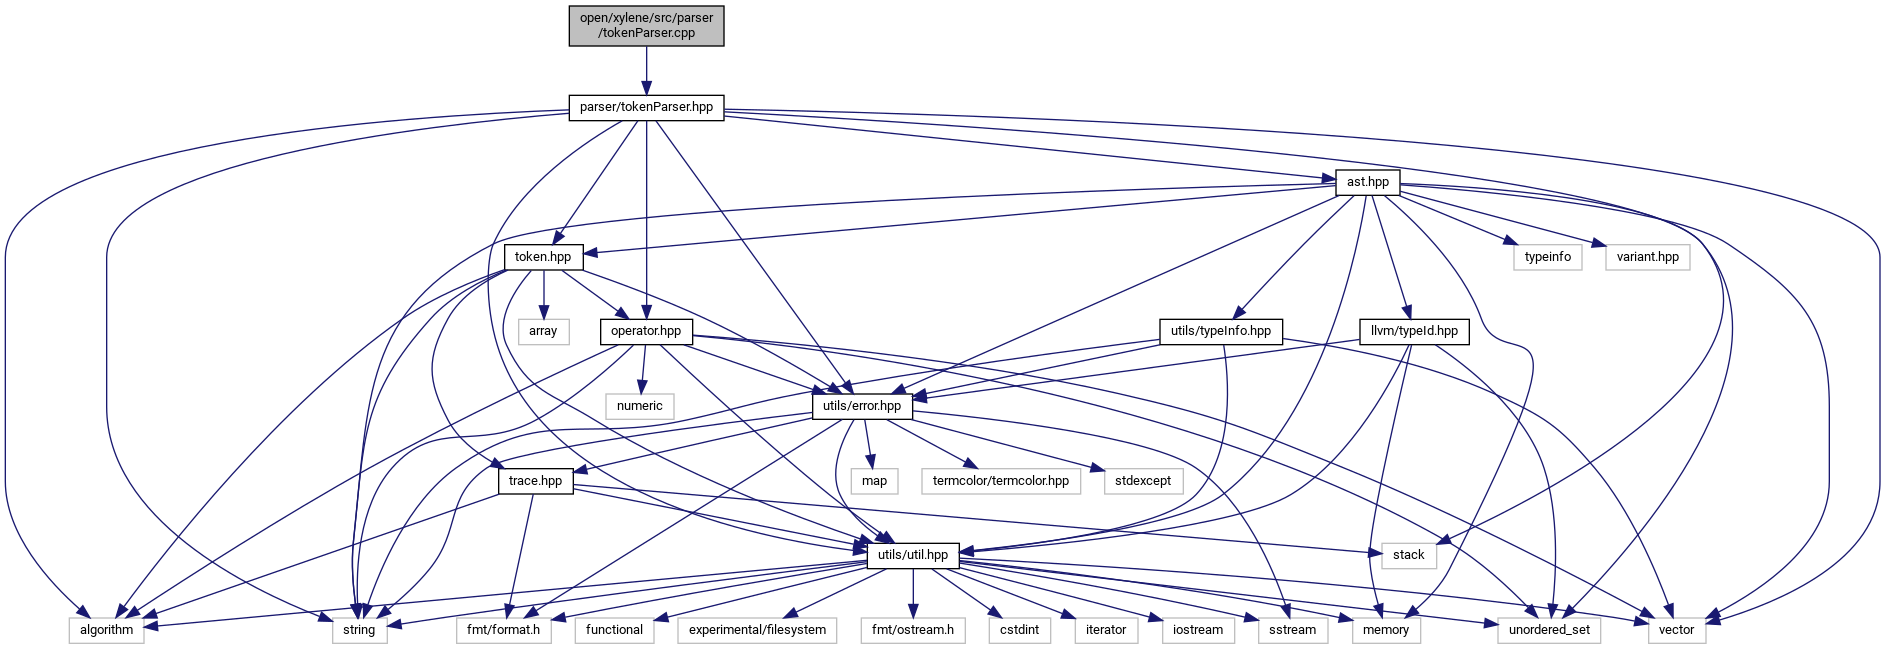 open/xylene/src/parser
/tokenParser.cpp
parser/tokenParser.hpp
ast.hpp
token.hpp
typeinfo
variant.hpp
array
operator.hpp
utils/typeInfo.hpp
llvm/typeId.hpp
numeric
utils/error.hpp
trace.hpp
map
termcolor/termcolor.hpp
stdexcept
utils/util.hpp
stack
algorithm
string
fmt/format.h
functional
experimental/filesystem
fmt/ostream.h
cstdint
iterator
iostream
sstream
memory
unordered_set
vector